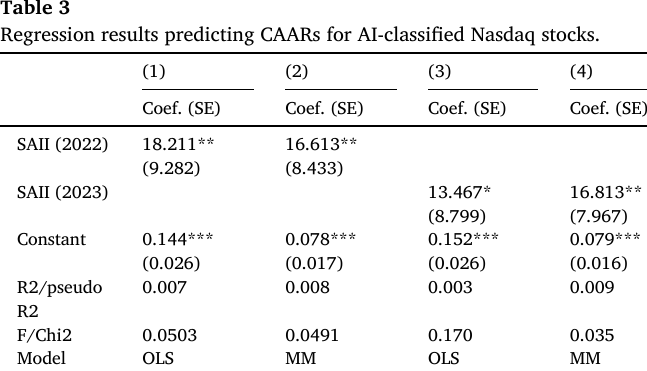 Table 3
Regression results predicting CAARs for AI-classified Nasdaq stocks.
(1) (2) (3) (4)
Coef. (SE) Coef. (SE) Coef. (SE) Coef. (SE)
SAII (2022) 18.211** 16.613**
(9.282) (8.433)
SAII (2023) 13.467* 16.813**
(8.799) (7.967)
Constant 0.144*** 0.078*** 0.152*** 0.079***
(0.026) (0.017) (0.026) (0.016)
R2/pseudo 0.007 0.008 0.003 0.009
R2
F/Chi2 0.0503 0.0491 0.170 0.035
Model OLS MM OLS MM